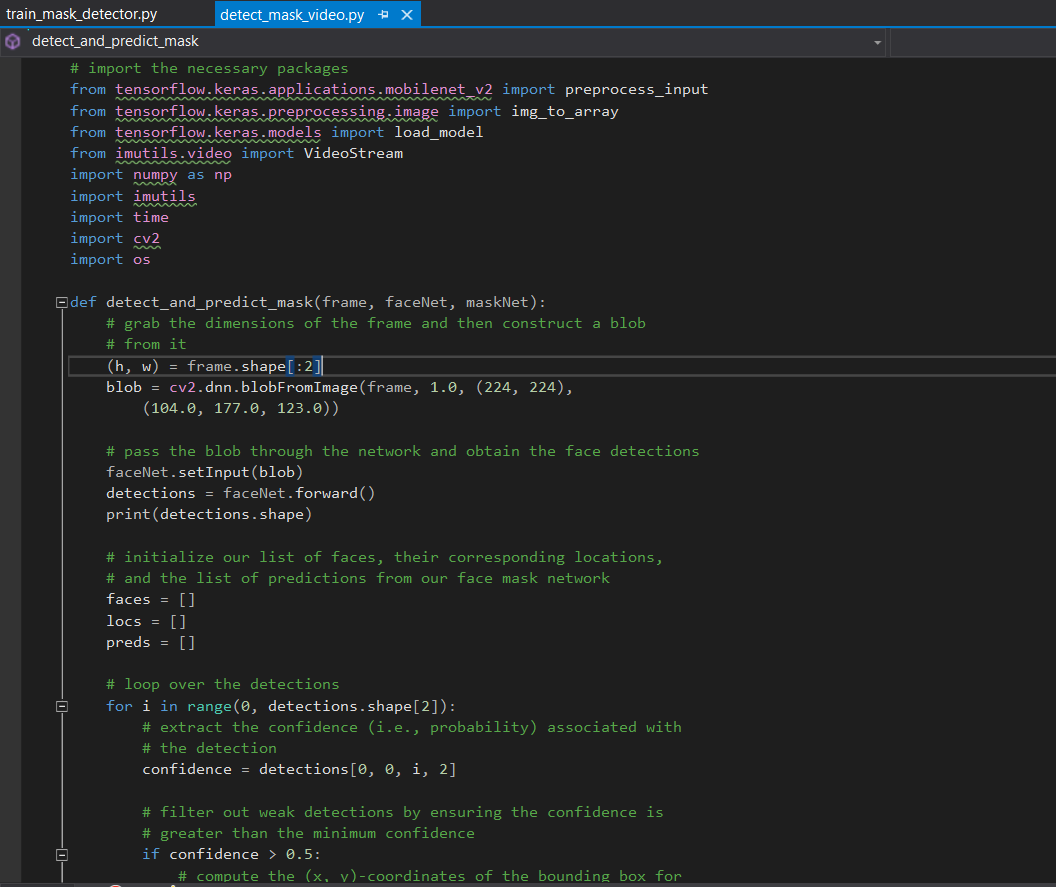 train_mask_detector.py
detect_mask_video.py
detect_and_predict_mask
# import the necessary packages
from tensorflow.keras.applications.mobilenet_v2 import preprocess_input
from tensorflow.keras.preprocessing.image import img_to_array
from tensorflow.keras.models import load_model
from imutils.video import VideoStream
import numpy as np
import imutils
import time
import cv2
import os
def detect_and_predict_mask(frame, faceNet, maskNet):
    # grab the dimensions of the frame and then construct a blob
    # from it
    (h, w) = frame.shape[:2]
    blob = cv2.dnn.blobFromImage(frame, 1.0, (224, 224),
        (104.0, 177.0, 123.0))
    # pass the blob through the network and obtain the face detections
    faceNet.setInput(blob)
    detections = faceNet.forward()
    print(detections.shape)
    # initialize our list of faces, their corresponding locations,
    # and the list of predictions from our face mask network
    faces = []
    locs = []
    preds = []
    # loop over the detections
    for i in range(0, detections.shape[2]):
        # extract the confidence (i.e., probability) associated with
        # the detection
        confidence = detections[0, 0, i, 2]
        # filter out weak detections by ensuring the confidence is
        # greater than the minimum confidence
        if confidence > 0.5:
            # compute the (x, y)-coordinates of the bounding box for